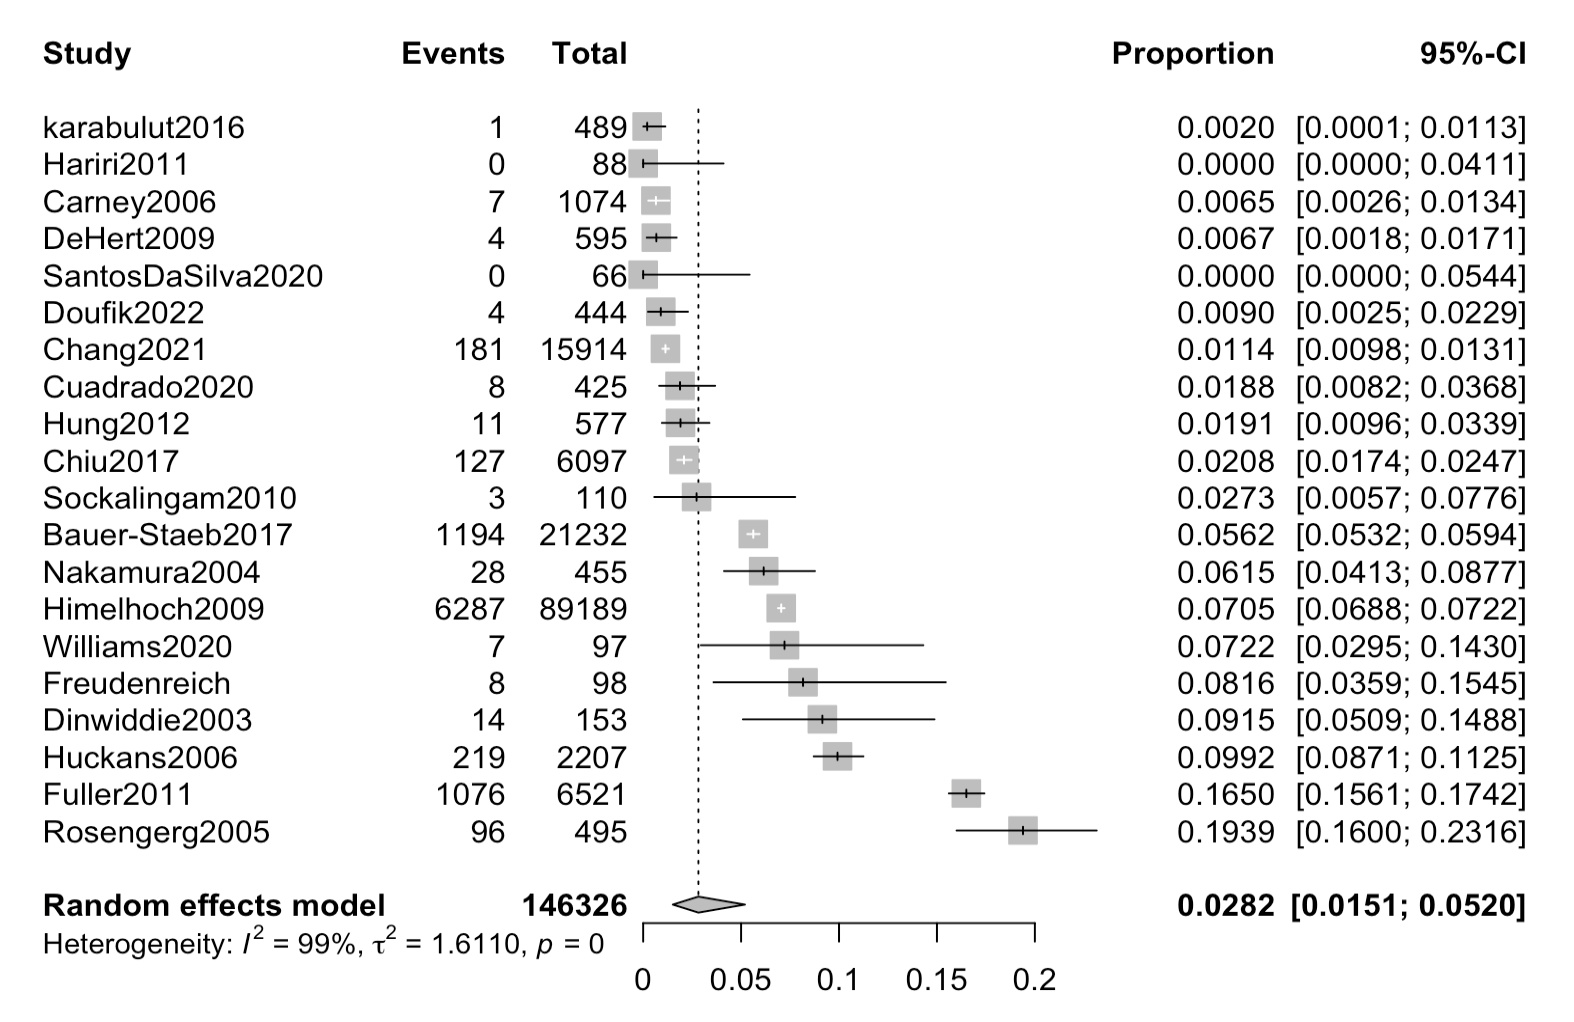 Study Events Total Proportion 95%-CI
karabulut2016 1 489 0.0020 [0.0001; 0.0113]
Hariri2011 0 88 0.0000 [0.0000; 0.0411]
Carney2006 7 1074 0.0065 [0.0026; 0.0134]
DeHert2009 4 595 0.0067 [0.0018; 0.0171]
SantosDaSilva2020 0 66 0.0000 [0.0000; 0.0544]
Doufik2022 4 444 0.0090 [0.0025; 0.0229]
Chang2021 181 15914 0.0114 [0.0098; 0.0131]
Cuadrado2020 8 425 0.0188 [0.0082; 0.0368]
Hung2012 11 577 0.0191 [0.0096; 0.0339]
Chiu2017 127 6097 0.0208 [0.0174; 0.0247]
Sockalingam2010 3 110 0.0273 [0.0057; 0.0776]
Bauer-Staeb2017 1194 21232 0.0562 [0.0532; 0.0594]
Nakamura2004 28 455 0.0615 [0.0413; 0.0877]
Himelhoch2009 6287 89189 0.0705 [0.0688; 0.0722]
Williams2020 7 97 0.0722 [0.0295; 0.1430]
Freudenreich 8 98 0.0816 [0.0359; 0.1545]
Dinwiddie2003 14 153 0.0915 [0.0509; 0.1488]
Huckans2006 219 2207 0.0992 [0.0871; 0.1125]
Fuller2011 1076 6521 0.1650 [0.1561; 0.1742]
Rosengerg2005 96 495 0.1939 [0.1600; 0.2316]
Random effects model 146326 0.0282 [0.0151; 0.0520]
Heterogeneity: I² = 99%, τ² = 1.6110, p = 0
0 0.05 0.1 0.15 0.2